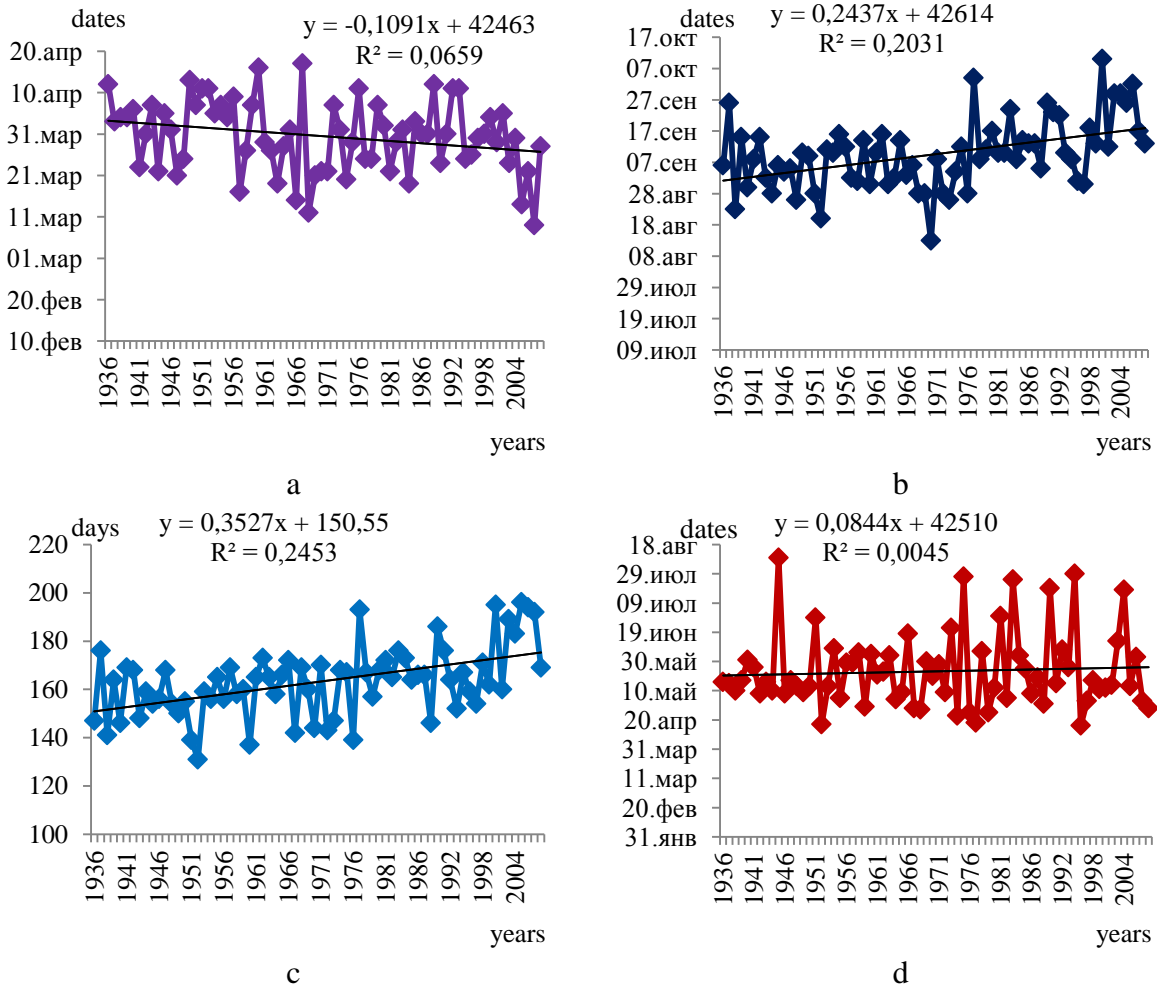 dates
y = -0,1091x + 42463
R² = 0,0659
20.апр
10.апр
31.мар
21.мар
11.мар
01.мар
20.фев
10.фев
1936
1941
1946
1951
1956
1961
1966
1971
1976
1981
1986
1992
1998
2004
years
a
dates
y = 0,2437x + 42614
R² = 0,2031
17.окт
07.окт
27.сен
17.сен
07.сен
28.авг
18.авг
08.авг
29.июл
19.июл
09.июл
1936
1941
1946
1951
1956
1961
1966
1971
1976
1981
1986
1992
1998
2004
years
b
days
y = 0,3527x + 150,55
R² = 0,2453
220
200
180
160
140
120
100
1936
1941
1946
1951
1956
1961
1966
1971
1976
1981
1986
1992
1998
2004
years
c
dates
y = 0,0844x + 42510
R² = 0,0045
18.авг
29.июл
09.июл
19.июн
30.май
10.май
20.апр
31.мар
11.мар
20.фев
31.янв
1936
1941
1946
1951
1956
1961
1966
1971
1976
1981
1986
1992
1998
2004
years
d